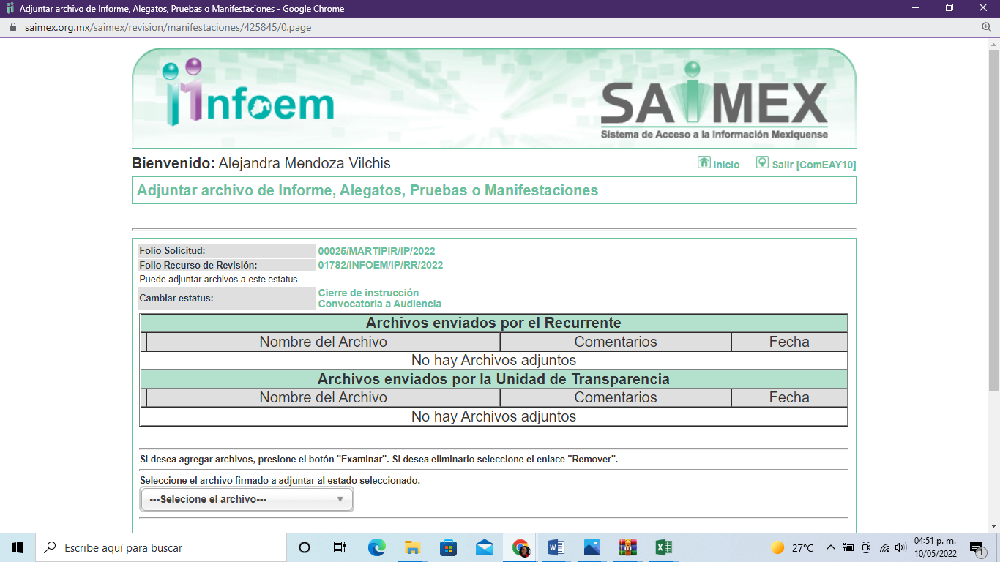 Adjuntar archivo de Informe, Alegatos, Pruebas o Manifestaciones - Google Chrome
saimex.org.mx/saimex/revision/manifestaciones/425845/0.page
infoem
SAIMEX
Sistema de Acceso a la Información Mexiquense
Bienvenido: Alejandra Mendoza Vilchis
Inicio Salir [ComEAY10]
Adjuntar archivo de Informe, Alegatos, Pruebas o Manifestaciones
Folio Solicitud: 00025/MARTIPIR/IP/2022
Folio Recurso de Revisión: 01782/INFOEM/IP/RR/2022
Puede adjuntar archivos a este estatus
Cambiar estatus: Cierre de instrucción
Convocatoria a Audiencia
Archivos enviados por el Recurrente
Nombre del Archivo Comentarios Fecha
No hay Archivos adjuntos
Archivos enviados por la Unidad de Transparencia
Nombre del Archivo Comentarios Fecha
No hay Archivos adjuntos
Si desea agregar archivos, presione el botón "Examinar". Si desea eliminarlo seleccione el enlace "Remover".
Seleccione el archivo firmado a adjuntar al estado seleccionado.
---Selecione el archivo---
Escribe aquí para buscar
27°C
04:51 p. m.
10/05/2022
1